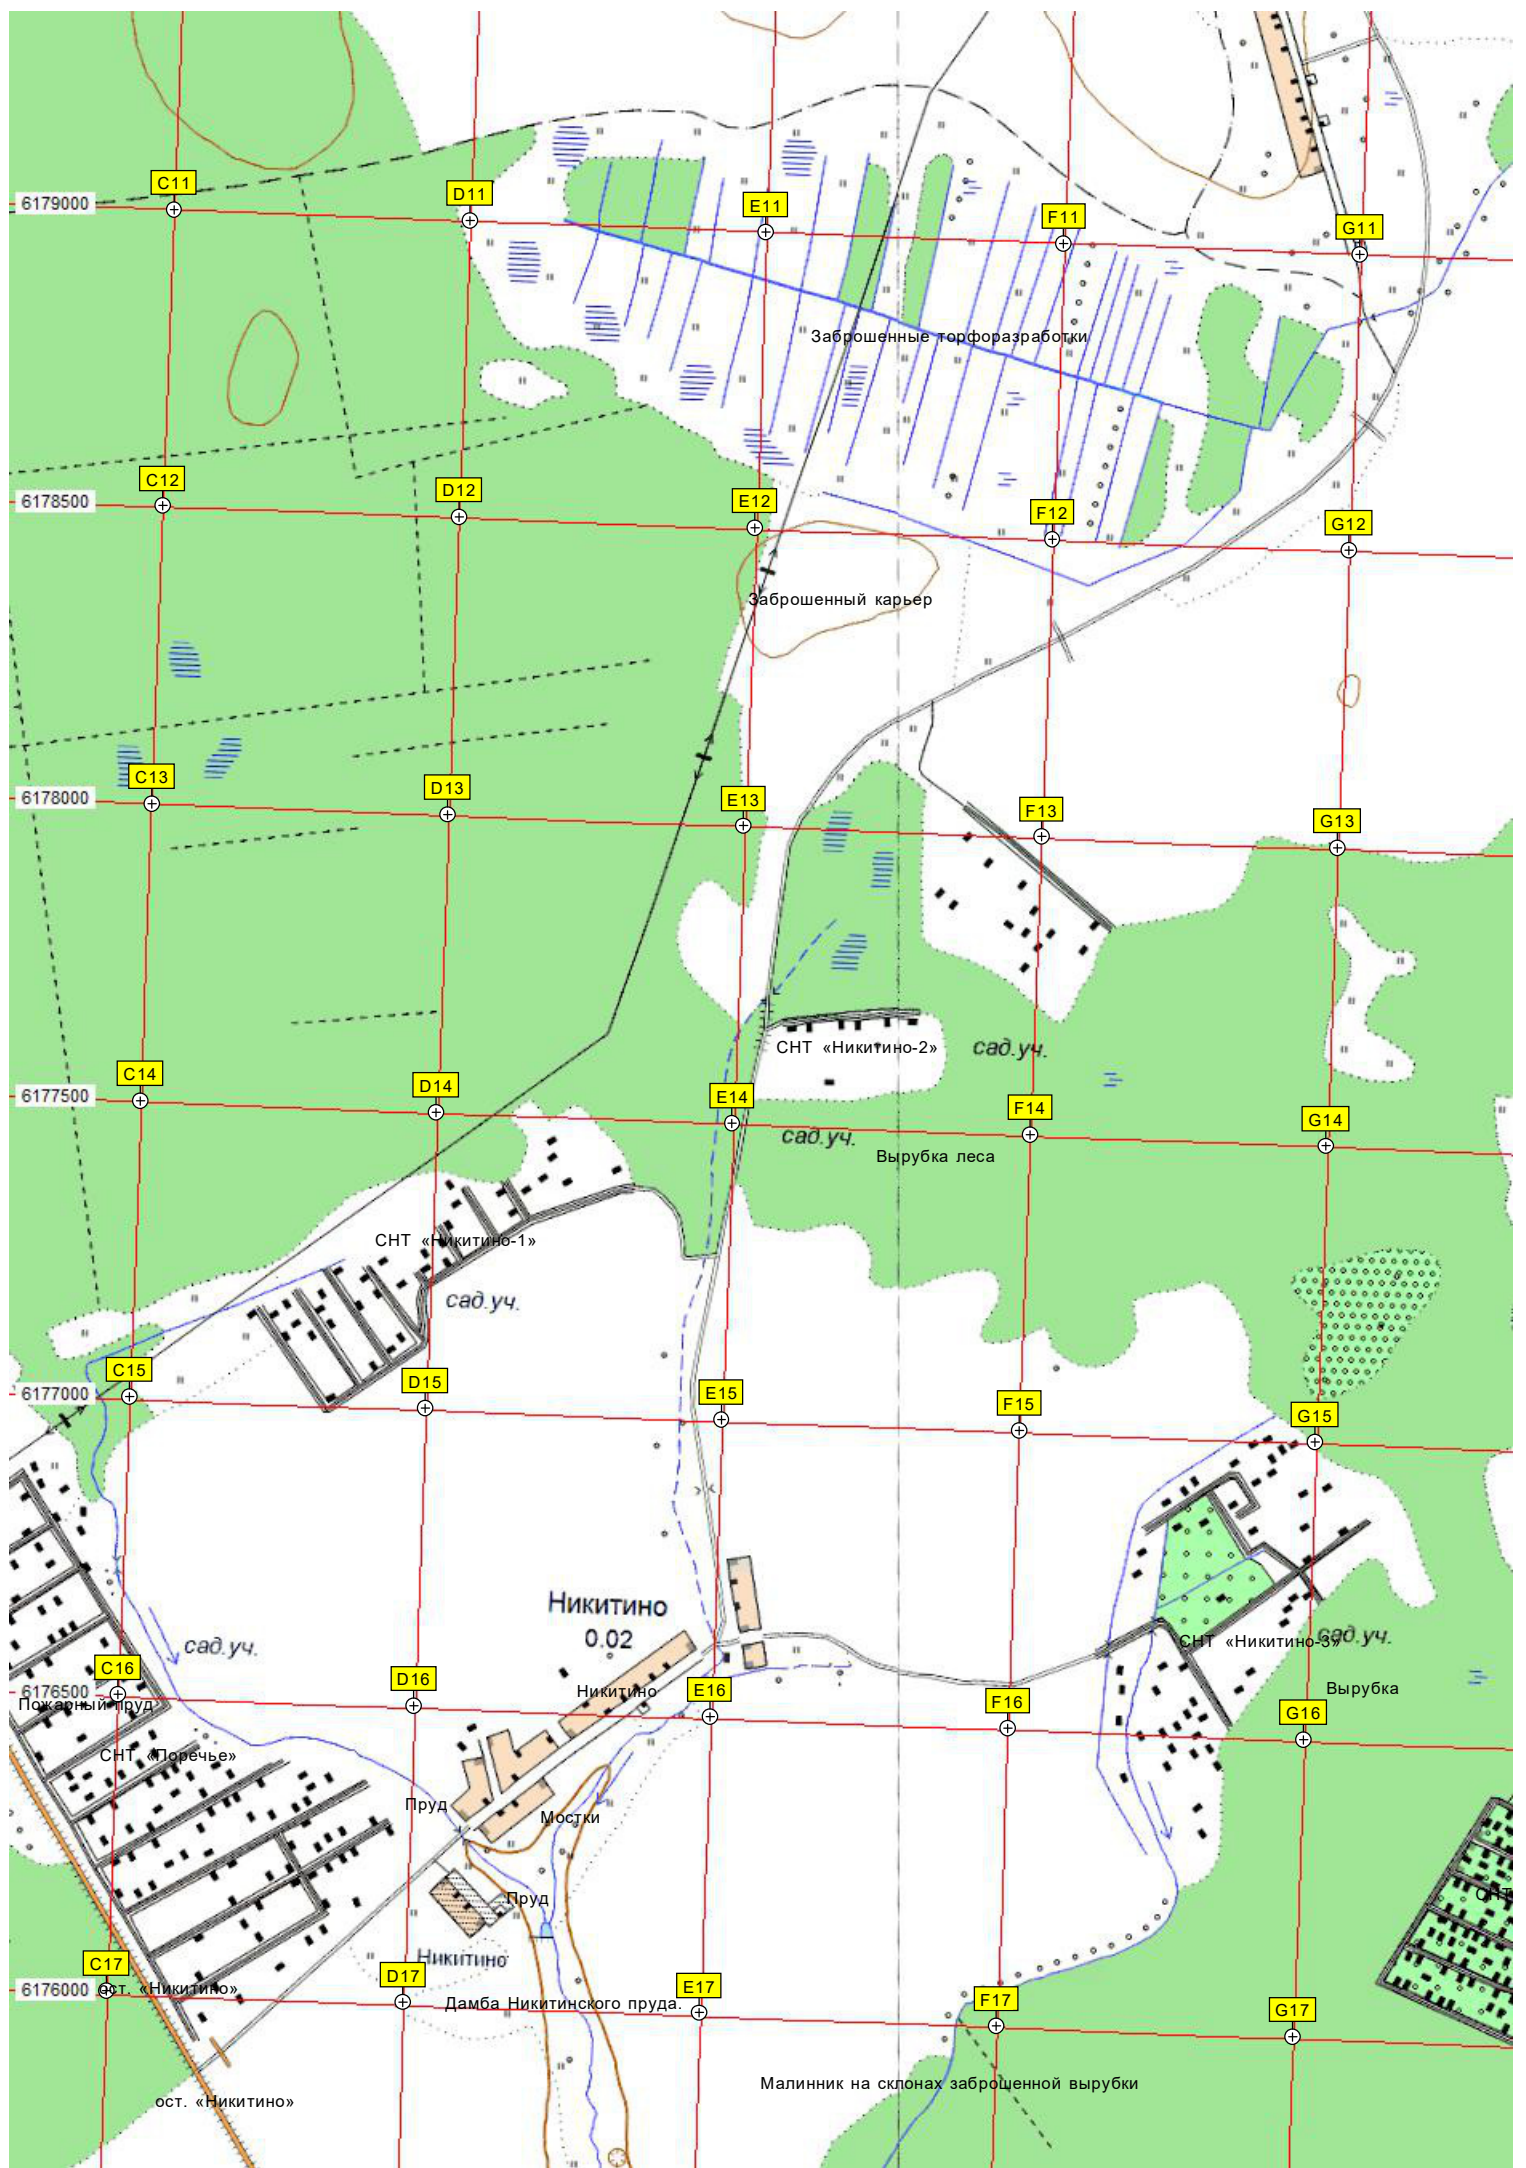 C11
6179000
D11
E11
F11
G11
Заброшенные торфоразработки
C12
D12
6178500
E12
F12
G12
Заброшенный карьер
C13
D13
6178000
E13
F13
G13
СНТ «Никитино-2»
сад.уч.
C14
D14
6177500
E14
F14
G14
сад.уч.
Вырубка леса
СНТ «Никитино-1»
сад.уч.
C15
D15
6177000
E15
F15
G15
Никитино
0.02
сад.уч.
СНТ «Никитино-3»
сад.уч.
C16
D16
6176500
Никитино
E16
Вырубка
Пожарный пруд
F16
G16
СНТ «Поречье»
Пруд
Мостки
СНТ
Пруд
Никитино
C17
D17
6176000
ост. «Никитино»
E17
Дамба Никитинского пруда.
F17
G17
Малинник на склонах заброшенной вырубки
ост. «Никитино»